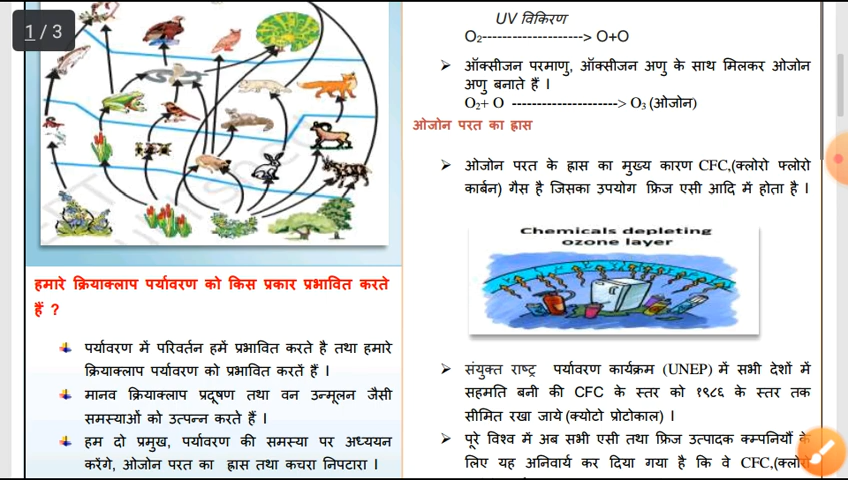 1 / 3
हमारे क्रियाक्लाप पर्यावरण को किस प्रकार प्रभावित करते
हैं ?
पर्यावरण में परिवर्तन हमें प्रभावित करते है तथा हमारे
क्रियाक्लाप पर्यावरण को प्रभावित करतें हैं ।
मानव क्रियाक्लाप प्रदूषण तथा वन उन्मूलन जैसी
समस्याओं को उत्पन्न करते हैं ।
हम दो प्रमुख, पर्यावरण की समस्या पर अध्ययन
करेंगे, ओजोन परत का ह्रास तथा कचरा निपटारा ।
UV विकिरण
O2--------------------> O+O
ऑक्सीजन परमाणु, ऑक्सीजन अणु के साथ मिलकर ओजोन
अणु बनाते हैं ।
O2+ O ---------------------> O3 (ओजोन)
ओजोन परत का ह्रास
ओजोन परत के ह्रास का मुख्य कारण CFC,(क्लोरो फ्लोरो
कार्बन) गैस है जिसका उपयोग फ्रिज एसी आदि में होता है ।
Chemicals depleting
ozone layer
संयुक्त राष्ट्र पर्यावरण कार्यक्रम (UNEP) में सभी देशों में
सहमति बनी की CFC के स्तर को १९८६ के स्तर तक
सीमित रखा जाये (क्योटो प्रोटोकाल) ।
पूरे विश्व में अब सभी एसी तथा फ्रिज उत्पादक कम्पनियों के
लिए यह अनिवार्य कर दिया गया है कि वे CFC,(क्लोरो